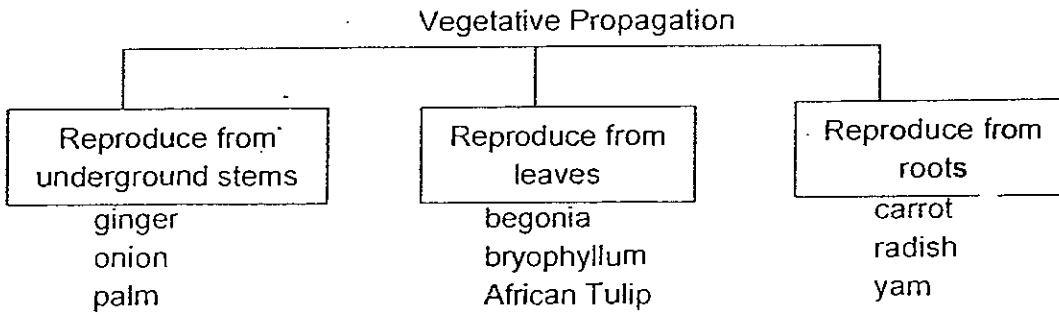 Vegetative Propagation
Reproduce from
underground stems
ginger
onion
palm
Reproduce from
leaves
begonia
bryophyllum
African Tulip
Reproduce from
roots
carrot
radish
yam